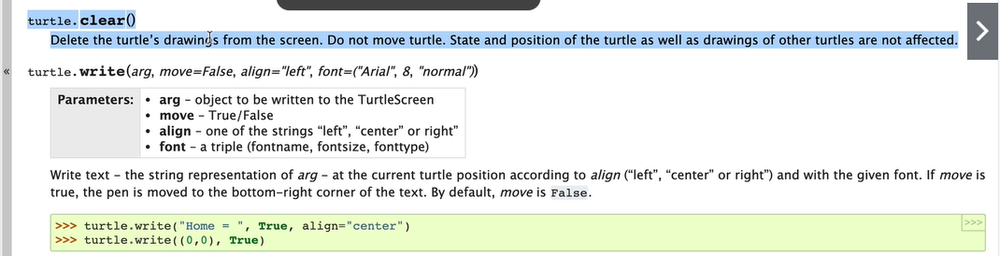 turtle.clear()
Delete the turtle's drawings from the screen. Do not move turtle. State and position of the turtle as well as drawings of other turtles are not affected.
«
turtle.write(arg, move=False, align="left", font=("Arial", 8, "normal"))
Parameters:
• arg – object to be written to the TurtleScreen
• move – True/False
• align – one of the strings “left”, “center” or right”
• font – a triple (fontname, fontsize, fonttype)
Write text – the string representation of arg – at the current turtle position according to align (“left”, “center” or right”) and with the given font. If move is
true, the pen is moved to the bottom-right corner of the text. By default, move is False.
>>>
>>> turtle.write("Home = ", True, align="center")
>>> turtle.write((0,0), True)